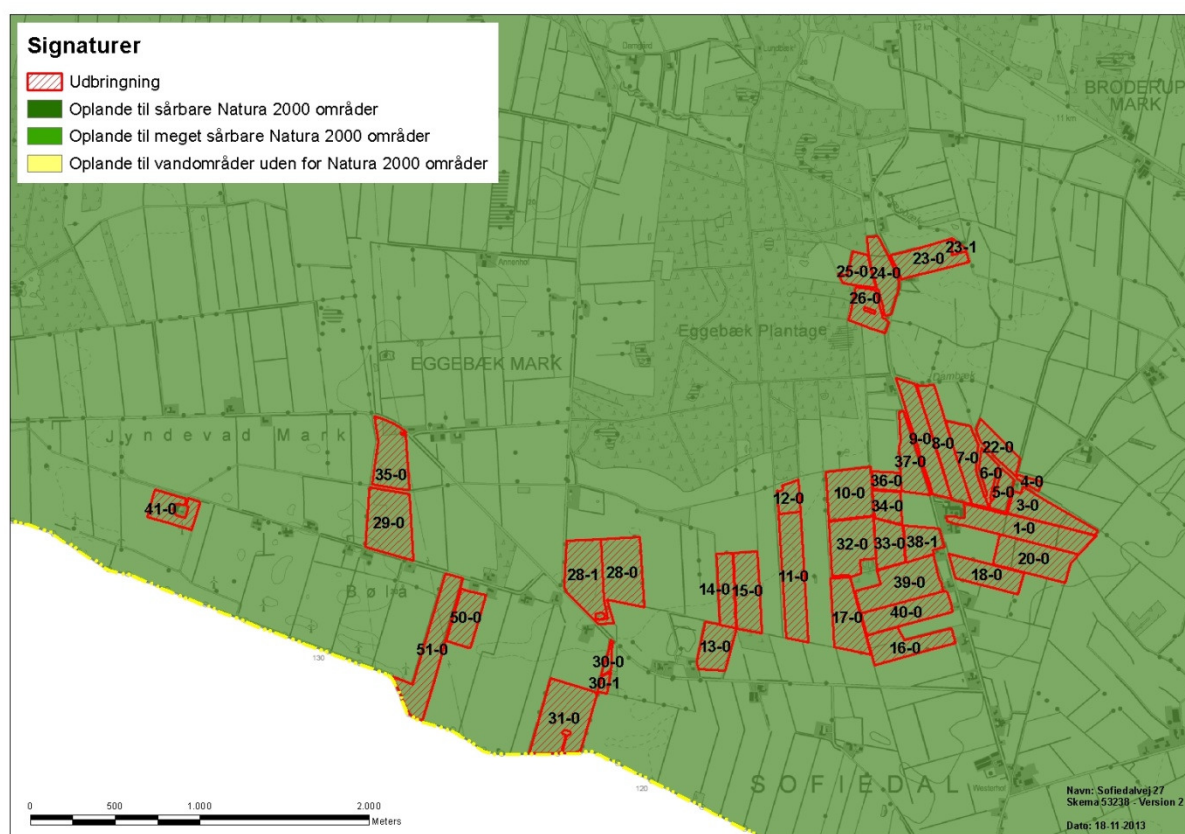 Signaturer
Udbringning
Oplande til sårbare Natura 2000 områder
Oplande til meget sårbare Natura 2000 områder
Oplande til vandområder uden for Natura 2000 områder
12 km
BRODERUP
MARK
11 km
23-1
23-0
25-0
24-0
26-0
Eggebæk Plantage
EGGEBÆK MARK
Jyndevad Mark
9-0
8-0
7-0
22-0
37-0
6-0
4-0
5-0
3-0
35-0
36-0
12-0
10-0
34-0
41-0
29-0
1-0
32-0
33-0
38-1
20-0
28-1
28-0
11-0
18-0
39-0
14-0
15-0
50-0
40-0
17-0
51-0
13-0
16-0
30-0
30-1
130
31-0
120
SOFIEDAL
Westerhof
Navn: Sofiedalvej 27
Skema 53238 - Version 2
Dato: 18-11-2013
0 500 1.000 2.000
Meters